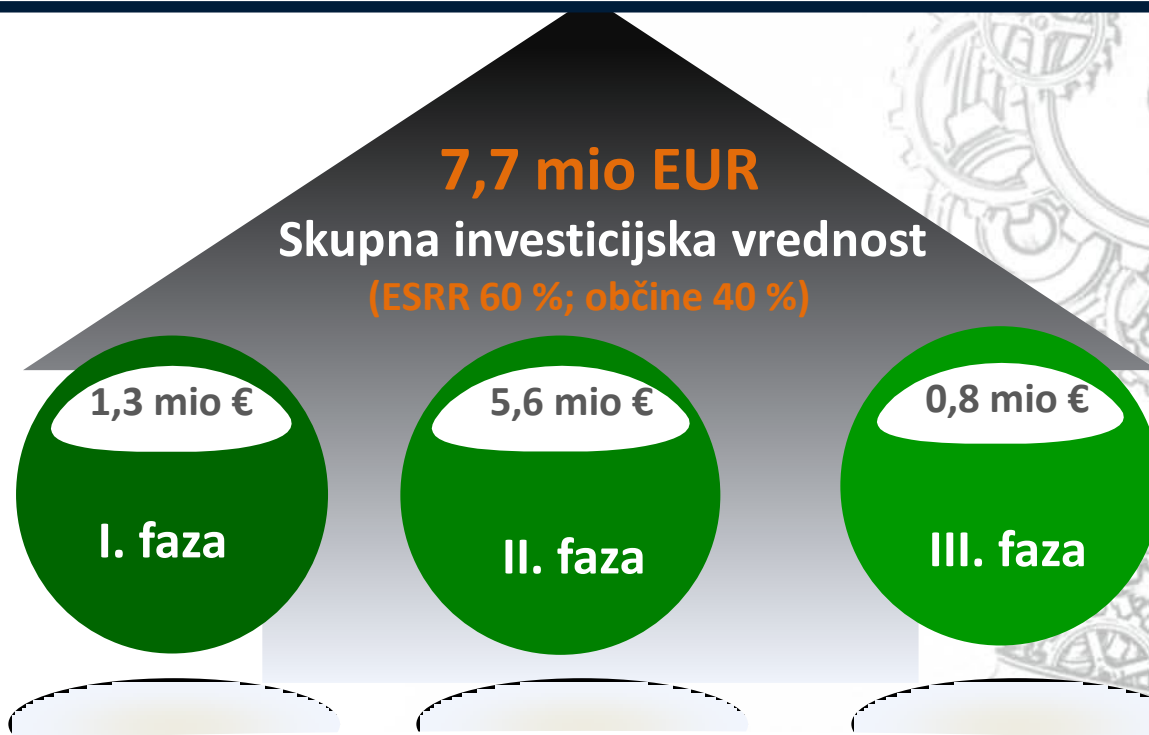 7,7 mio EUR
Skupna investicijska vrednost
(ESRR 60 %; občine 40 %)
1,3 mio €
I. faza
5,6 mio €
II. faza
0,8 mio €
III. faza